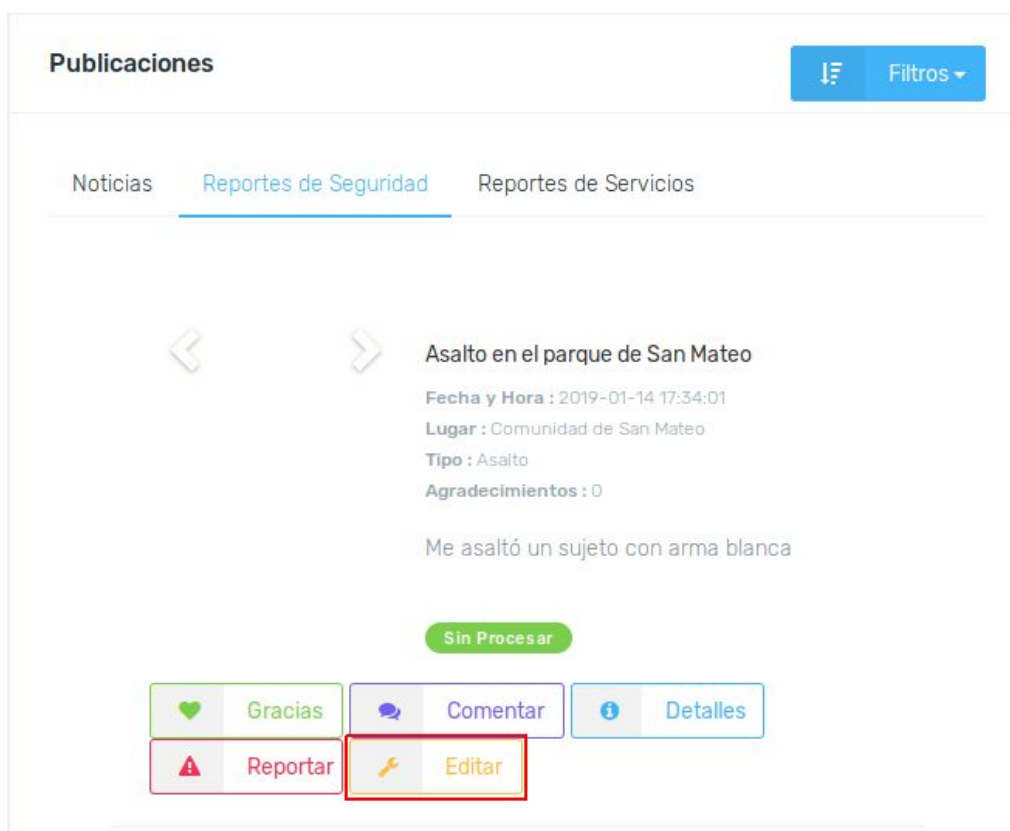 Publicaciones
Filtros
Noticias Reportes de Seguridad Reportes de Servicios
Asalto en el parque de San Mateo
Fecha y Hora : 2019-01-14 17:34:01
Lugar : Comunidad de San Mateo
Tipo : Asalto
Agradecimientos : 0
Me asaltó un sujeto con arma blanca
Sin Procesar
Gracias Comentar Detalles
Reportar Editar